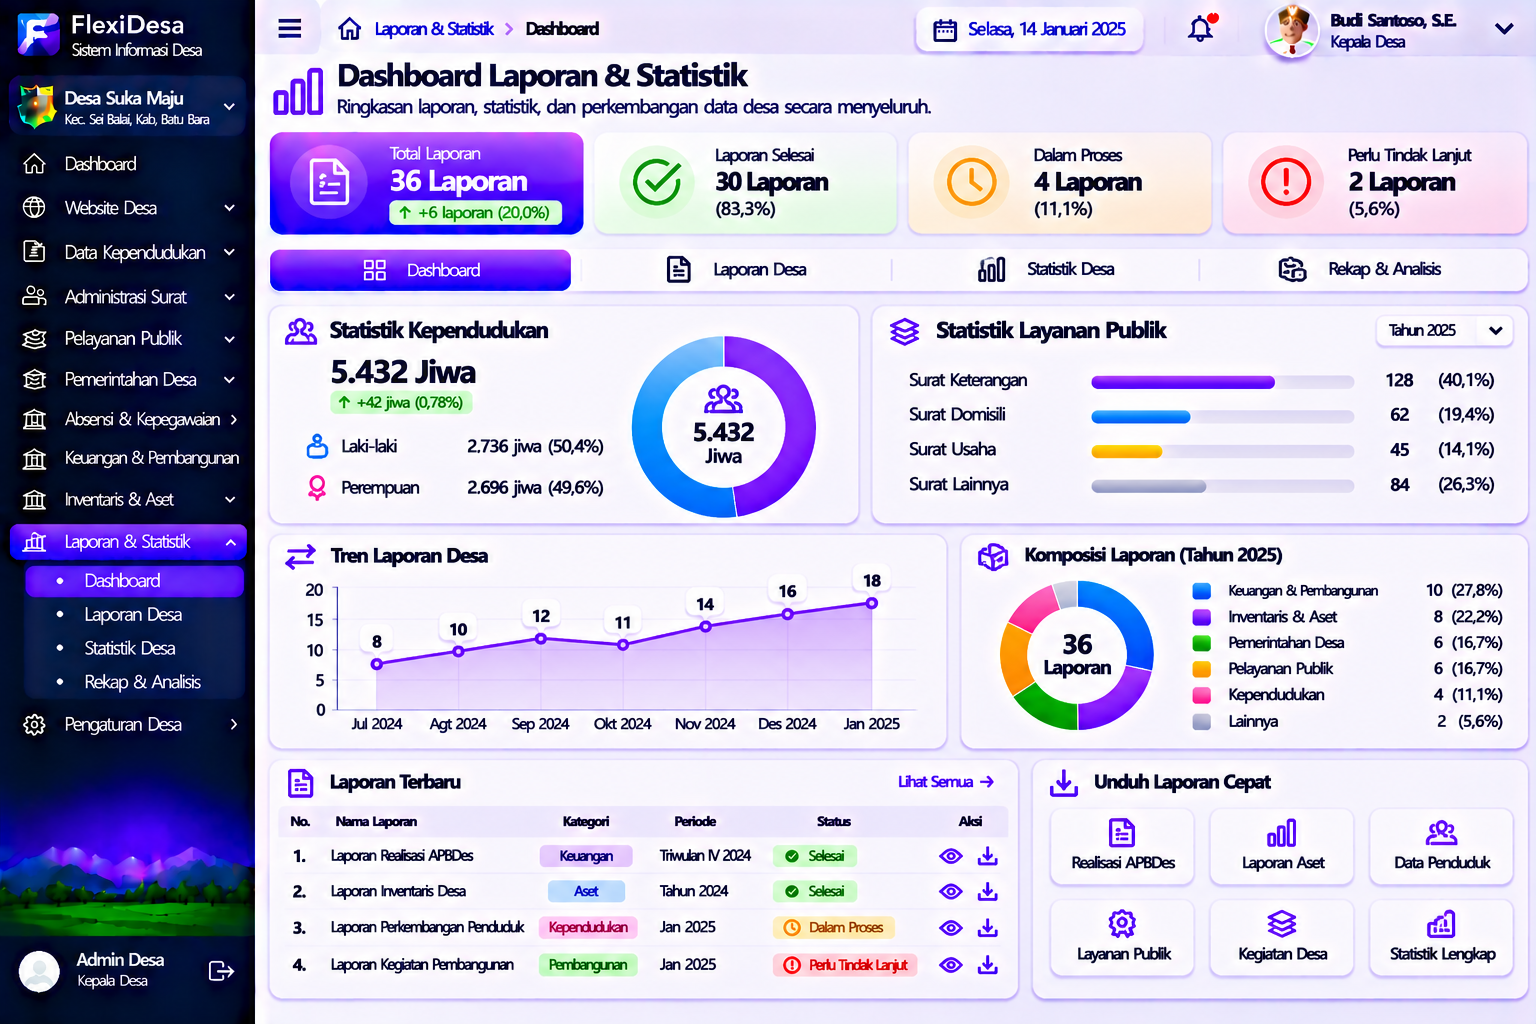 FlexiDesa
Sistem Informasi Desa
Desa Suka Maju
Kec. Sei Balai, Kab, Batu Bara
Dashboard
Website Desa
Data Kependudukan
Administrasi Surat
Pelayanan Publik
Pemerintahan Desa
Absensi & Kepegawaian
Keuangan & Pembangunan
Inventaris & Aset
Laporan & Statistik
Dashboard
Laporan Desa
Statistik Desa
Rekap & Analisis
Pengaturan Desa
Admin Desa
Kepala Desa
Laporan & Statistik > Dashboard
Selasa, 14 Januari 2025
Budi Santoso, S.E.
Kepala Desa
Dashboard Laporan & Statistik
Ringkasan laporan, statistik, dan perkembangan data desa secara menyeluruh.
Total Laporan
36 Laporan
↑ +6 laporan (20,0%)
Laporan Selesai
30 Laporan
(83,3%)
Dalam Proses
4 Laporan
(11,1%)
Perlu Tindak Lanjut
2 Laporan
(5,6%)
Dashboard
Laporan Desa
Statistik Desa
Rekap & Analisis
Statistik Kependudukan
5.432 Jiwa
↑ +42 jiwa (0,78%)
Laki-laki 2.736 jiwa (50,4%)
Perempuan 2.696 jiwa (49,6%)
5.432
Jiwa
Statistik Layanan Publik
Tahun 2025
Surat Keterangan 128 (40,1%)
Surat Domisili 62 (19,4%)
Surat Usaha 45 (14,1%)
Surat Lainnya 84 (26,3%)
Tren Laporan Desa
20
15
10
5
0
8
10
12
11
14
16
18
Jul 2024 Agt 2024 Sep 2024 Okt 2024 Nov 2024 Des 2024 Jan 2025
Komposisi Laporan (Tahun 2025)
36
Laporan
Keuangan & Pembangunan 10 (27,8%)
Inventaris & Aset 8 (22,2%)
Pemerintahan Desa 6 (16,7%)
Pelayanan Publik 6 (16,7%)
Kependudukan 4 (11,1%)
Lainnya 2 (5,6%)
Laporan Terbaru
Lihat Semua →
No. Nama Laporan Kategori Periode Status Aksi
1. Laporan Realisasi APBDes Keuangan Triwulan IV 2024 Selesai
2. Laporan Inventaris Desa Aset Tahun 2024 Selesai
3. Laporan Perkembangan Penduduk Kependudukan Jan 2025 Dalam Proses
4. Laporan Kegiatan Pembangunan Pembangunan Jan 2025 Perlu Tindak Lanjut
Unduh Laporan Cepat
Realisasi APBDes
Laporan Aset
Data Penduduk
Layanan Publik
Kegiatan Desa
Statistik Lengkap